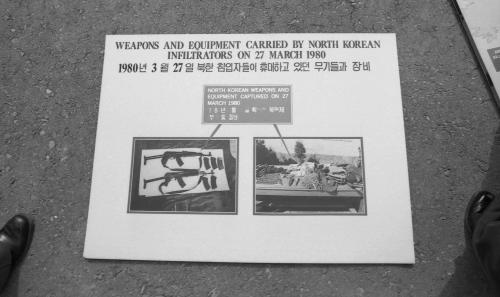 WEAPONS AND EQUIPMENT CARRIED BY NORTH KOREAN
INFILTRATORS ON 27 MARCH 1980
1980년 3월 27일 북한 침입자들이 휴대하고 있던 무기들과 장비
NORTH KOREAN WEAPONS AND
EQUIPMENT CAPTURED ON 27
MARCH 1980